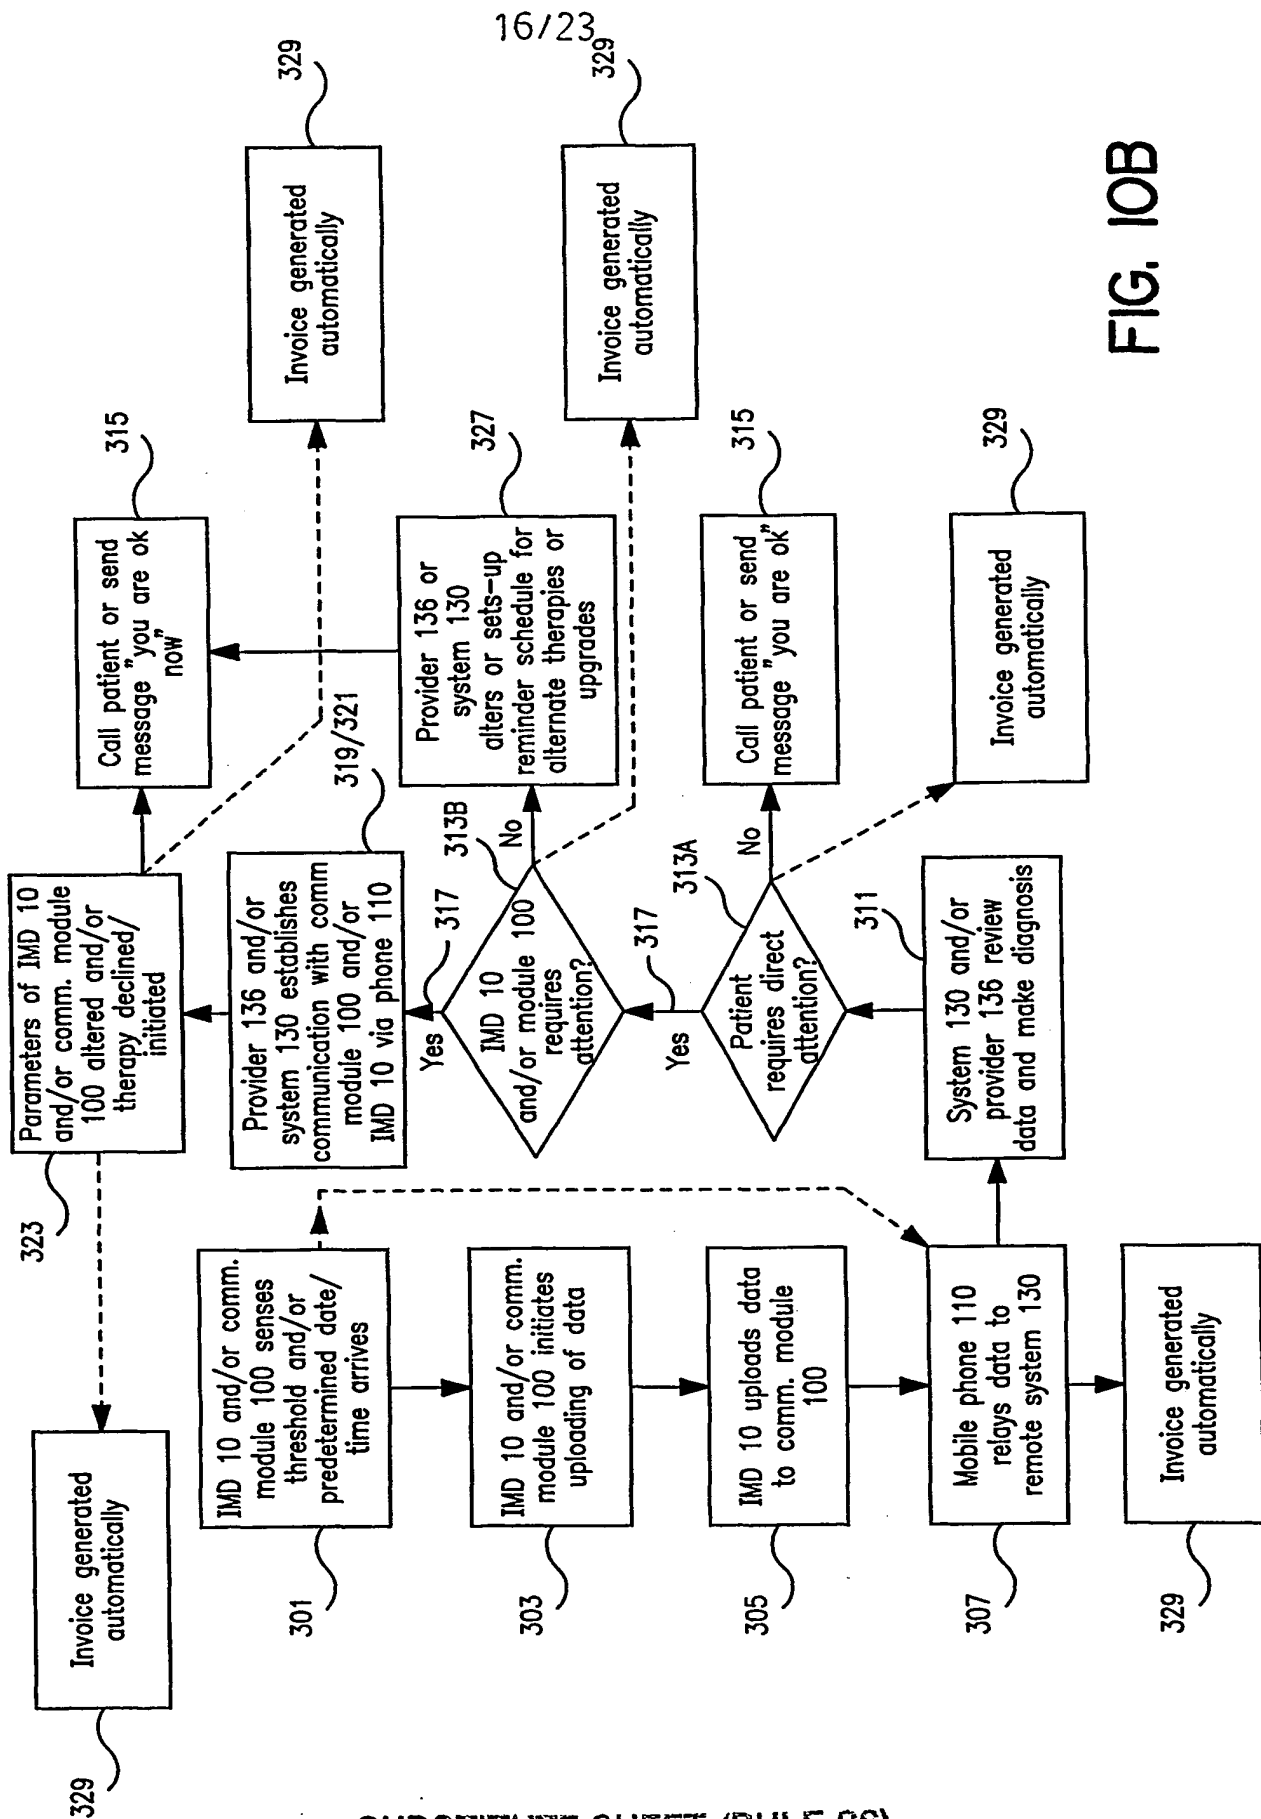 16/23
329
Invoice generated
automatically
323
Parameters of IMD 10
and/or comm. module
100 altered and/or
therapy declined/
initiated
315
Call patient or send
message "you are ok
now"
329
Invoice generated
automatically
301
IMD 10 and/or comm.
module 100 senses
threshold and/or
predetermined date/
time arrives
319/321
Provider 136 and/or
system 130 establishes
communication with comm
module 100 and/or
IMD 10 via phone 110
Yes
317
313B
IMD 10
and/or module 100
requires
attention?
No
327
Provider 136 or
system 130
alters or sets-up
reminder schedule for
alternate therapies or
upgrades
329
Invoice generated
automatically
303
IMD 10 and/or comm.
module 100 initiates
uploading of data
305
IMD 10 uploads data
to comm. module
100
Yes
317
313A
Patient
requires direct
attention?
No
315
Call patient or send
message "you are ok"
307
Mobile phone 110
relays data to
remote system 130
311
System 130 and/or
provider 136 review
data and make diagnosis
329
Invoice generated
automatically
329
Invoice generated
automatically
FIG. 10B